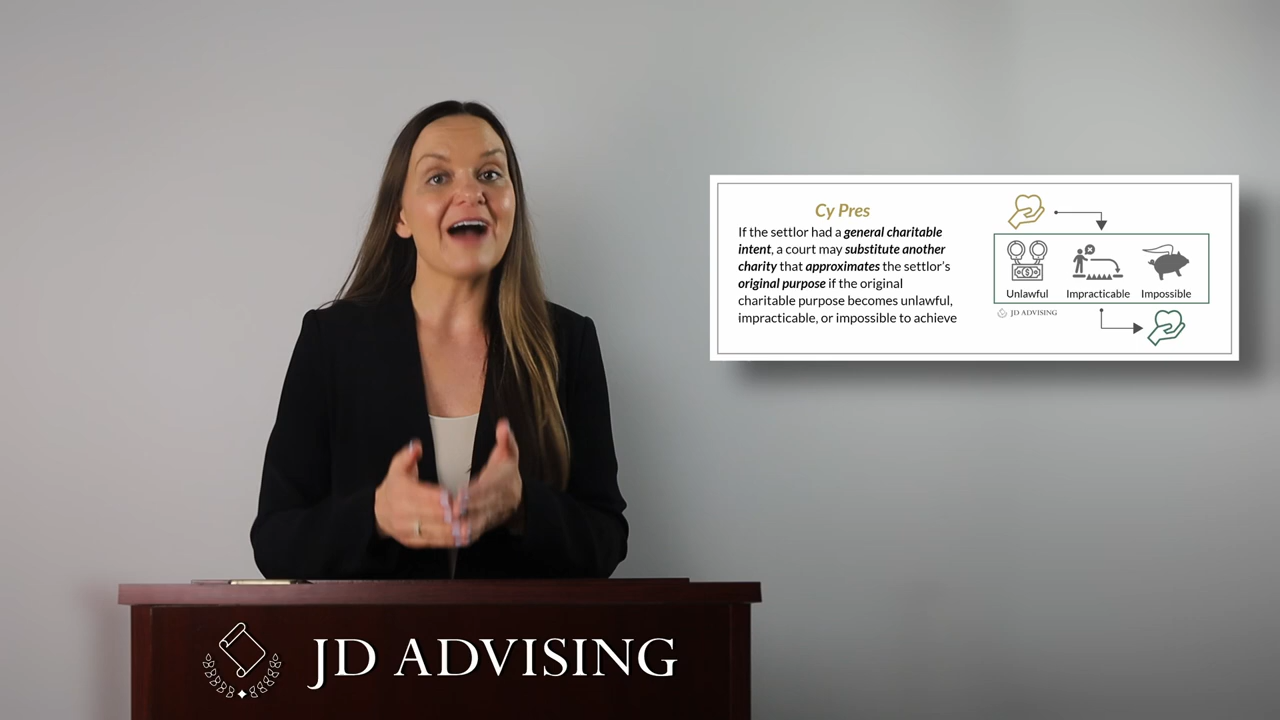 Cy Pres
If the settlor had a general charitable
intent, a court may substitute another
charity that approximates the settlor's
original purpose if the original
charitable purpose becomes unlawful,
impracticable, or impossible to achieve
Unlawful
Impracticable
Impossible
JD ADVISING
JD ADVISING